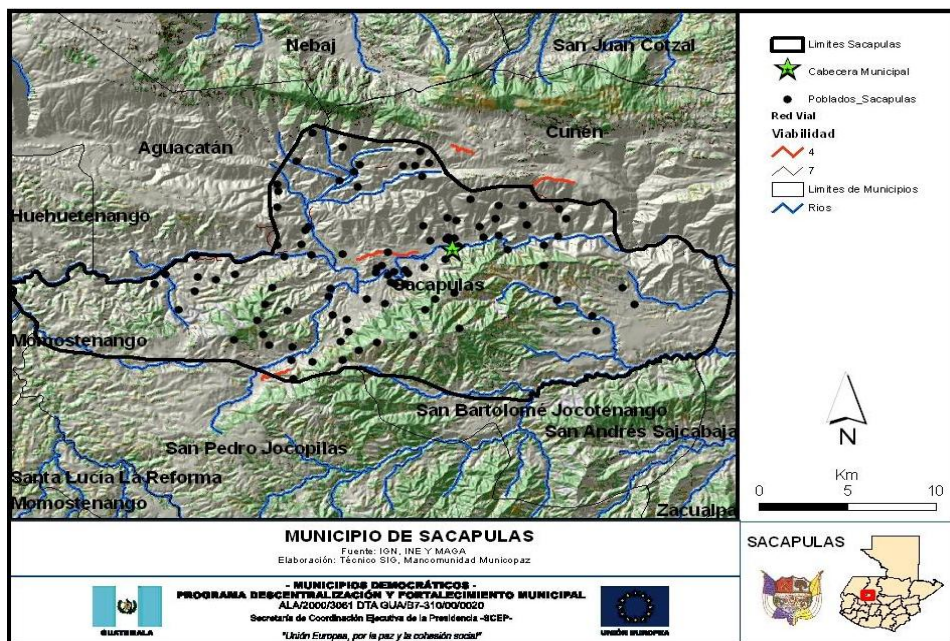 Nebaj
San Juan Cotzal
Cunén
Aguacatán
Huehuetenango
Sacapulas
Momostenango
San Bartolomé Jocotenango
San Andrés Sajcabaja
San Pedro Jocopilas
Santa Lucía La Reforma
Momostenango
Zacualpa
Limites Sacapulas
Cabecera Municipal
Poblados_Sacapulas
Red Vial
Viabilidad
4
7
Limites de Municipios
Rios
N
Km
0 5 10
MUNICIPIO DE SACAPULAS
Fuente: IGN, INE Y MAGA
Elaboración: Técnico SIG, Mancomunidad Municopaz
SACAPULAS
- MUNICIPIOS DEMOCRÁTICOS -
PROGRAMA DESCENTRALIZACIÓN Y FORTALECIMIENTO MUNICIPAL
ALA/2000/3061 DTA GUA/B7-310/00/0020
Secretaría de Coordinación Ejecutiva de la Presidencia -SCEP-
"Unión Europea, por la paz y la cohesión social"
GUATEMALA
UNIÓN EUROPEA